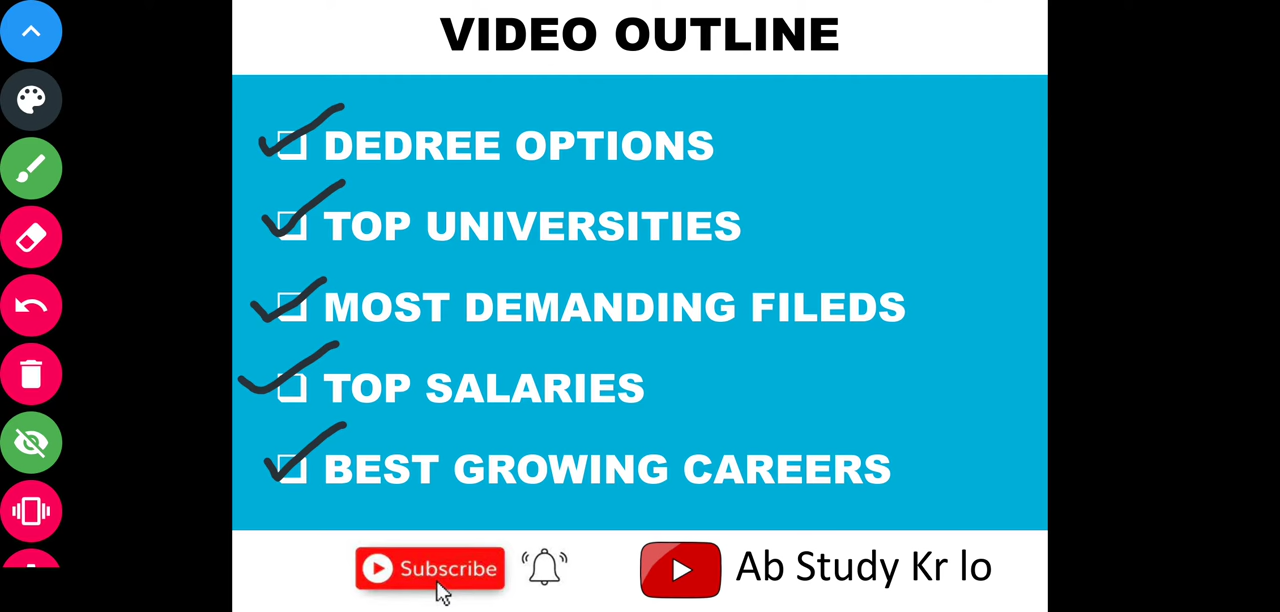 VIDEO OUTLINE
DEDREE OPTIONS
TOP UNIVERSITIES
MOST DEMANDING FILEDS
TOP SALARIES
BEST GROWING CAREERS
Subscribe
Ab Study Kr lo